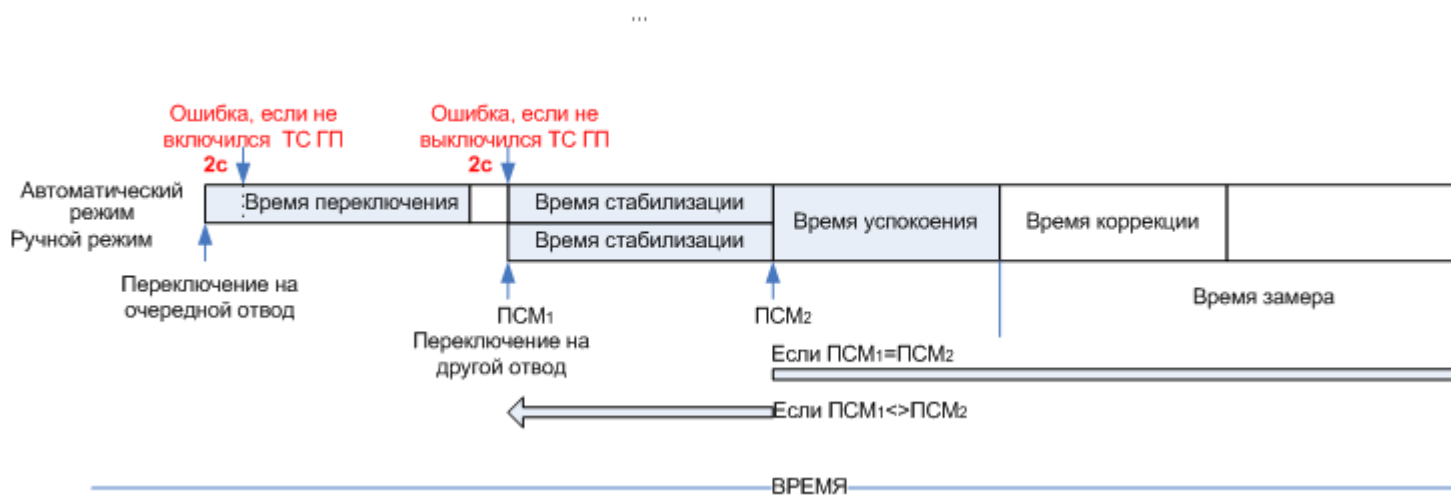 ...
Ошибка, если не
включился ТС ГП
2с
Ошибка, если не
выключился ТС ГП
2с
Автоматический
режим
Ручной режим
Время переключения
Время стабилизации
Время стабилизации
Время успокоения
Время коррекции
Переключение на
очередной отвод
ПСМ1
Переключение на
другой отвод
ПСМ2
Время замера
Если ПСМ1=ПСМ2
Если ПСМ1<>ПСМ2
ВРЕМЯ